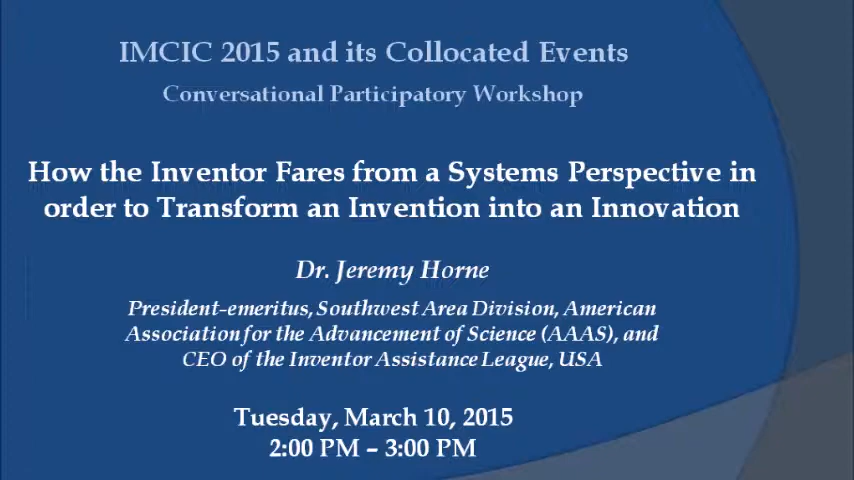 IMCIC 2015 and its Collocated Events
Conversational Participatory Workshop
How the Inventor Fares from a Systems Perspective in
order to Transform an Invention into an Innovation
Dr. Jeremy Horne
President-emeritus, Southwest Area Division, American
Association for the Advancement of Science (AAAS), and
CEO of the Inventor Assistance League, USA
Tuesday, March 10, 2015
2:00 PM – 3:00 PM